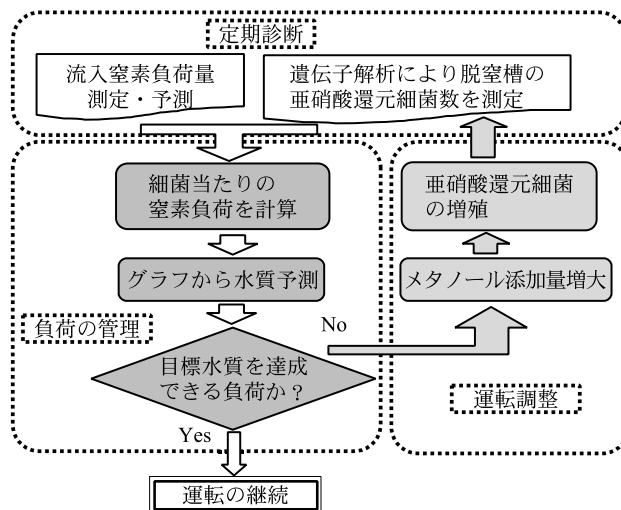 定期診断
流入窒素負荷量
測定・予測
遺伝子解析により脱窒槽の
亜硝酸還元細菌数を測定
細菌当たりの
窒素負荷を計算
亜硝酸還元細菌
の増殖
グラフから水質予測
メタノール添加量増大
負荷の管理
No
目標水質を達成
できる負荷か?
運転調整
Yes
運転の継続